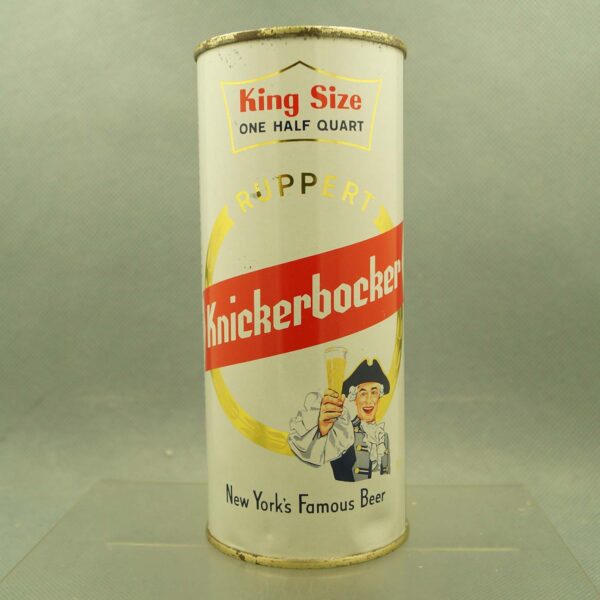 King Size
ONE HALF QUART
RUPPERT
Knickerbocker
New York's Famous Beer